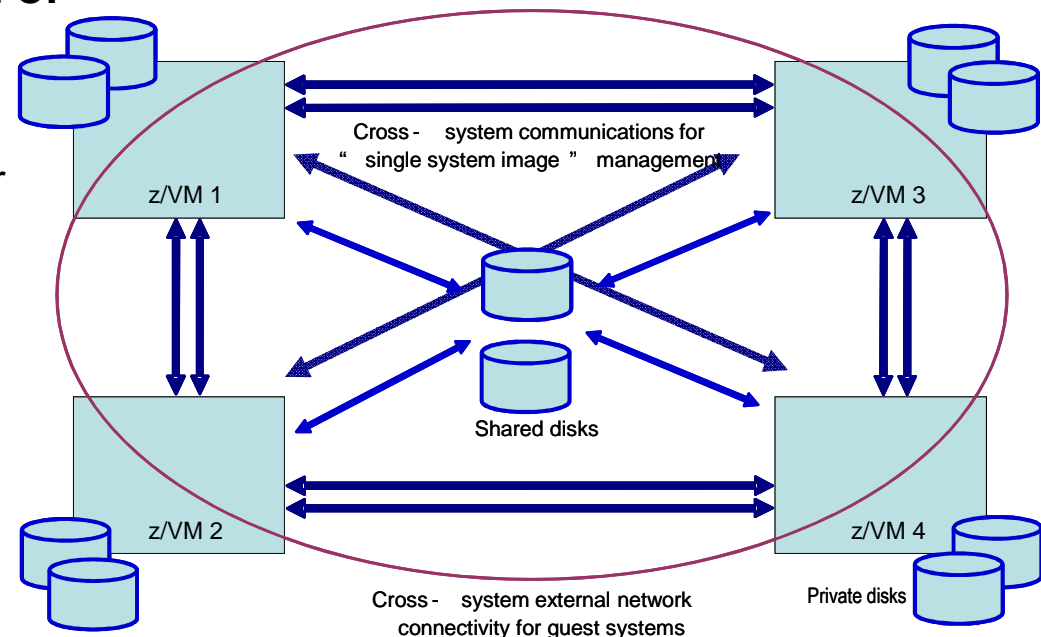 Cross - system communications for
“ single system image ” management
z/VM 1
z/VM 3
Shared disks
z/VM 2
z/VM 4
Private disks
Cross - system external network
connectivity for guest systems